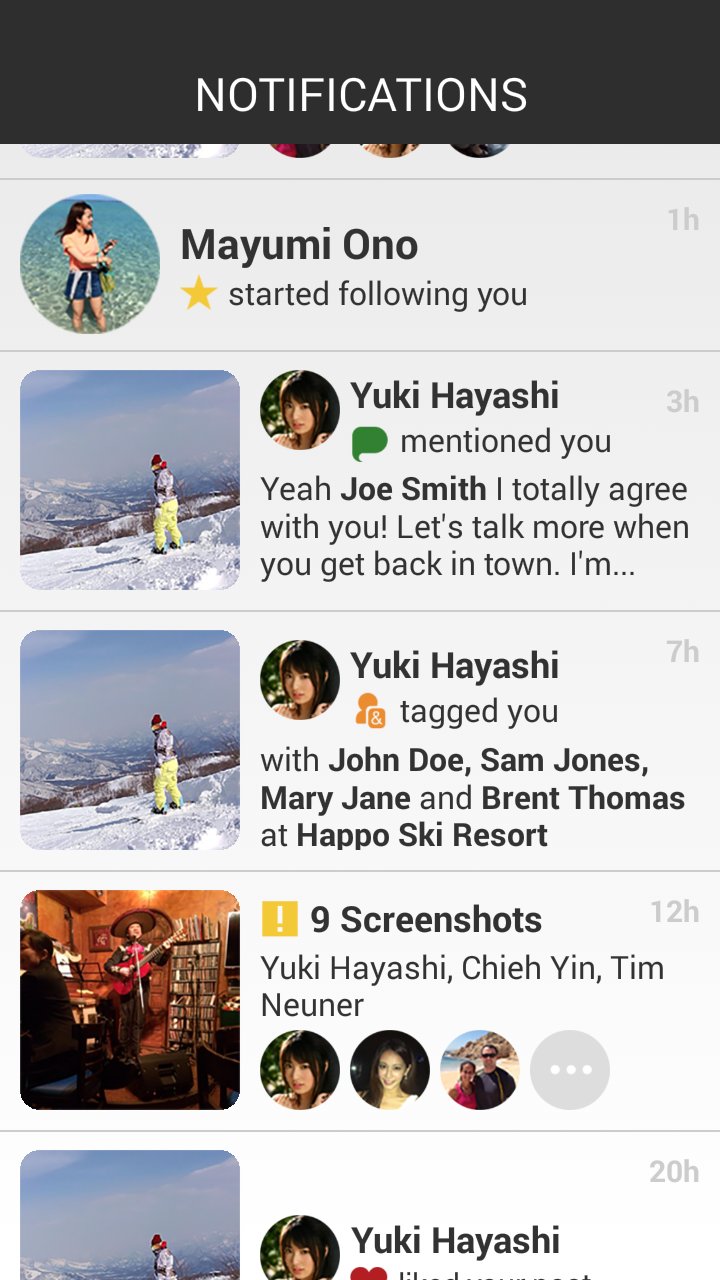 NOTIFICATIONS
1h
Mayumi Ono
started following you
Yuki Hayashi
3h
mentioned you
Yeah Joe Smith I totally agree
with you! Let's talk more when
you get back in town. I'm...
Yuki Hayashi
7h
& tagged you
with John Doe, Sam Jones,
Mary Jane and Brent Thomas
at Happo Ski Resort
! 9 Screenshots
12h
Yuki Hayashi, Chieh Yin, Tim
Neuner
20h
Yuki Hayashi
liked your post